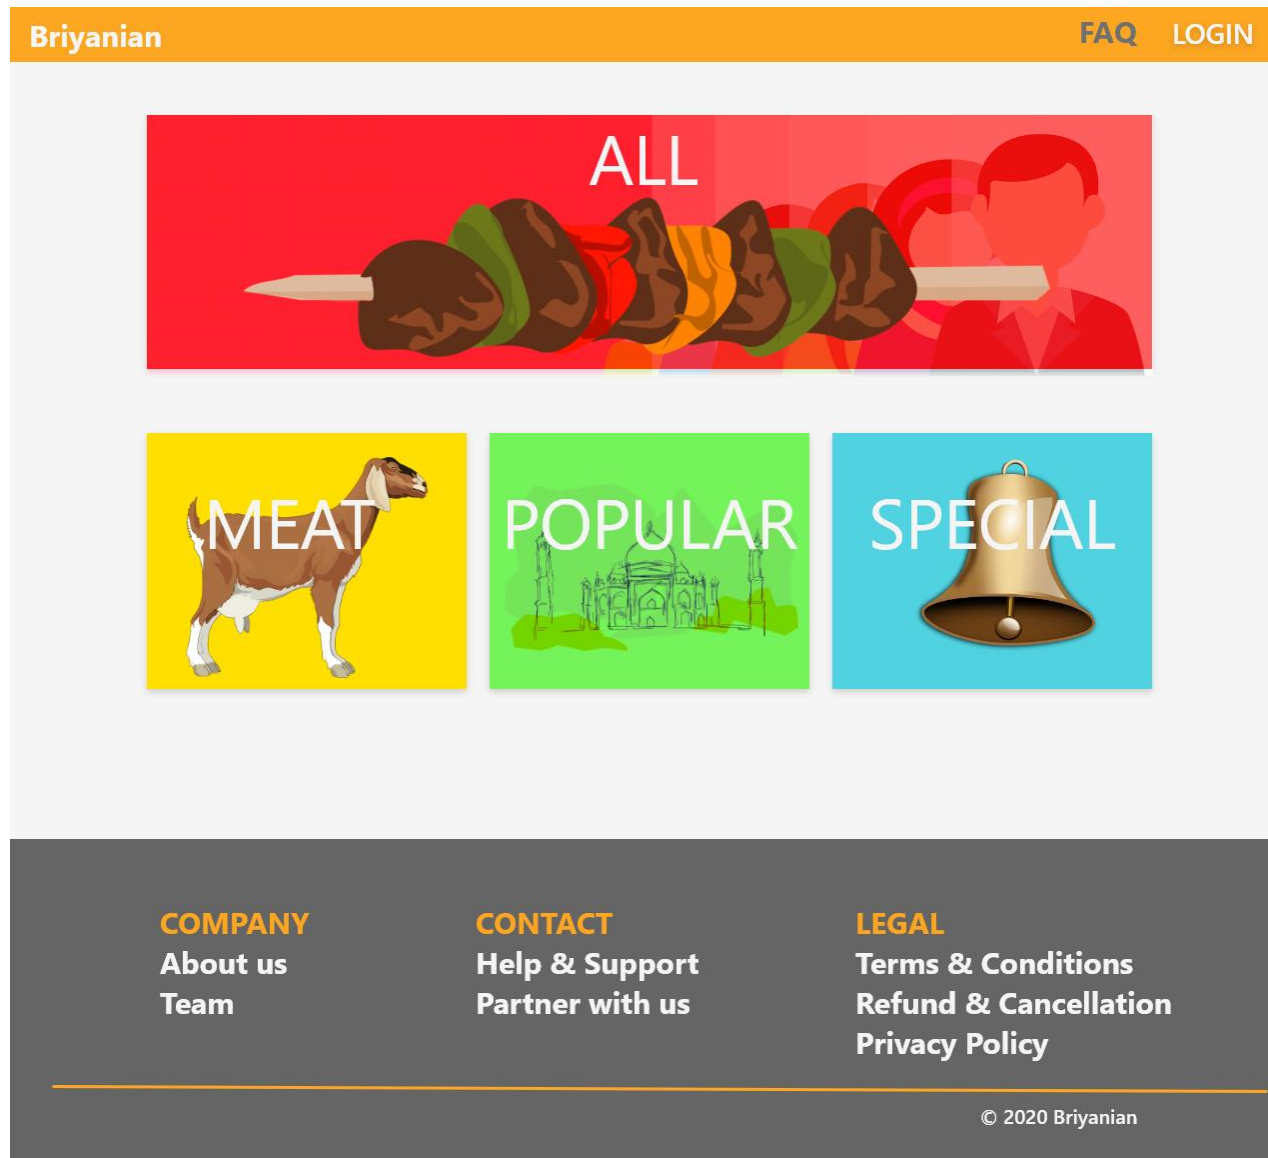 Briyanian FAQ LOGIN
ALL
MEAT POPULAR SPECIAL
COMPANY
About us
Team
CONTACT
Help & Support
Partner with us
LEGAL
Terms & Conditions
Refund & Cancellation
Privacy Policy
© 2020 Briyanian